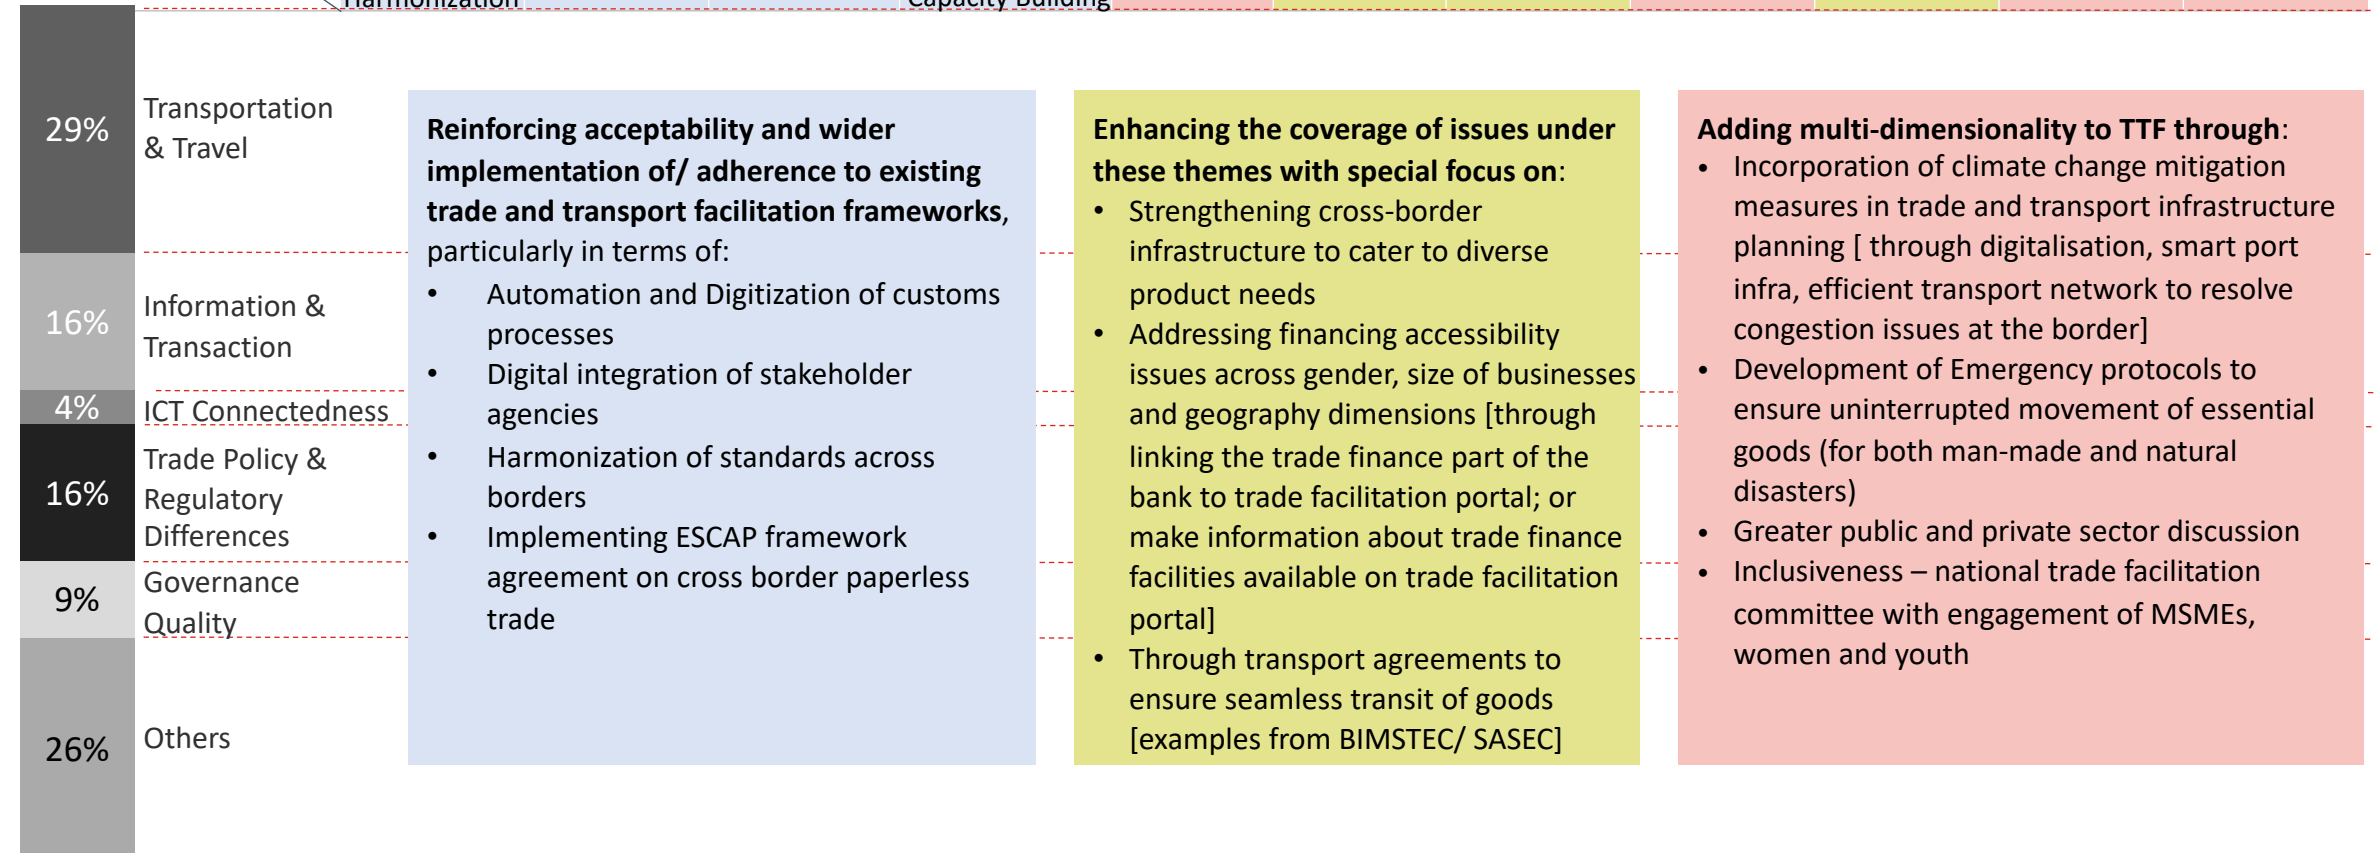 Harmonization
Capacity Building
29%
Transportation
& Travel
16%
Information &
Transaction
4%
ICT Connectedness
16%
Trade Policy &
Regulatory
Differences
9%
Governance
Quality
26%
Others
Reinforcing acceptability and wider
implementation of/ adherence to existing
trade and transport facilitation frameworks,
particularly in terms of:
• Automation and Digitization of customs
processes
• Digital integration of stakeholder
agencies
• Harmonization of standards across
borders
• Implementing ESCAP framework
agreement on cross border paperless
trade
Enhancing the coverage of issues under
these themes with special focus on:
• Strengthening cross-border
infrastructure to cater to diverse
product needs
• Addressing financing accessibility
issues across gender, size of businesses
and geography dimensions [through
linking the trade finance part of the
bank to trade facilitation portal; or
make information about trade finance
facilities available on trade facilitation
portal]
• Through transport agreements to
ensure seamless transit of goods
[examples from BIMSTEC/ SASEC]
Adding multi-dimensionality to TTF through:
• Incorporation of climate change mitigation
measures in trade and transport infrastructure
planning [ through digitalisation, smart port
infra, efficient transport network to resolve
congestion issues at the border]
• Development of Emergency protocols to
ensure uninterrupted movement of essential
goods (for both man-made and natural
disasters)
• Greater public and private sector discussion
• Inclusiveness – national trade facilitation
committee with engagement of MSMEs,
women and youth